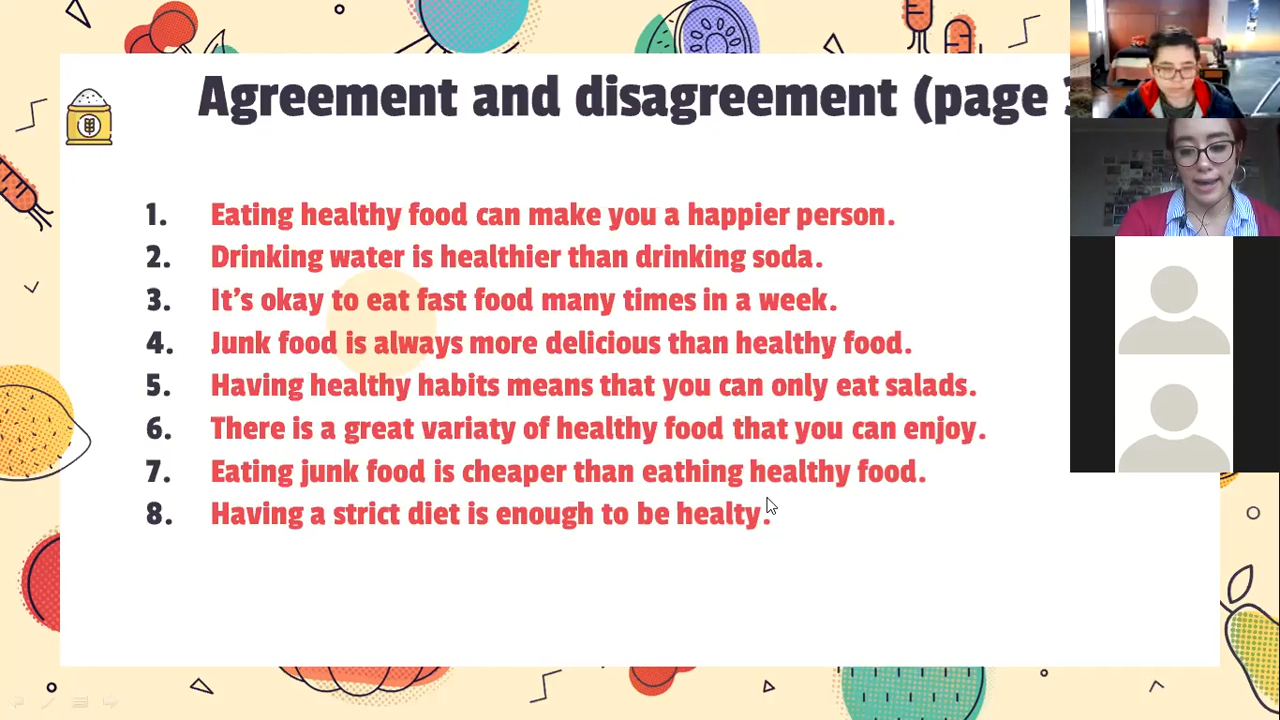 Agreement and disagreement (page
1. Eating healthy food can make you a happier person.
2. Drinking water is healthier than drinking soda.
3. It's okay to eat fast food many times in a week.
4. Junk food is always more delicious than healthy food.
5. Having healthy habits means that you can only eat salads.
6. There is a great variaty of healthy food that you can enjoy.
7. Eating junk food is cheaper than eathing healthy food.
8. Having a strict diet is enough to be healty.